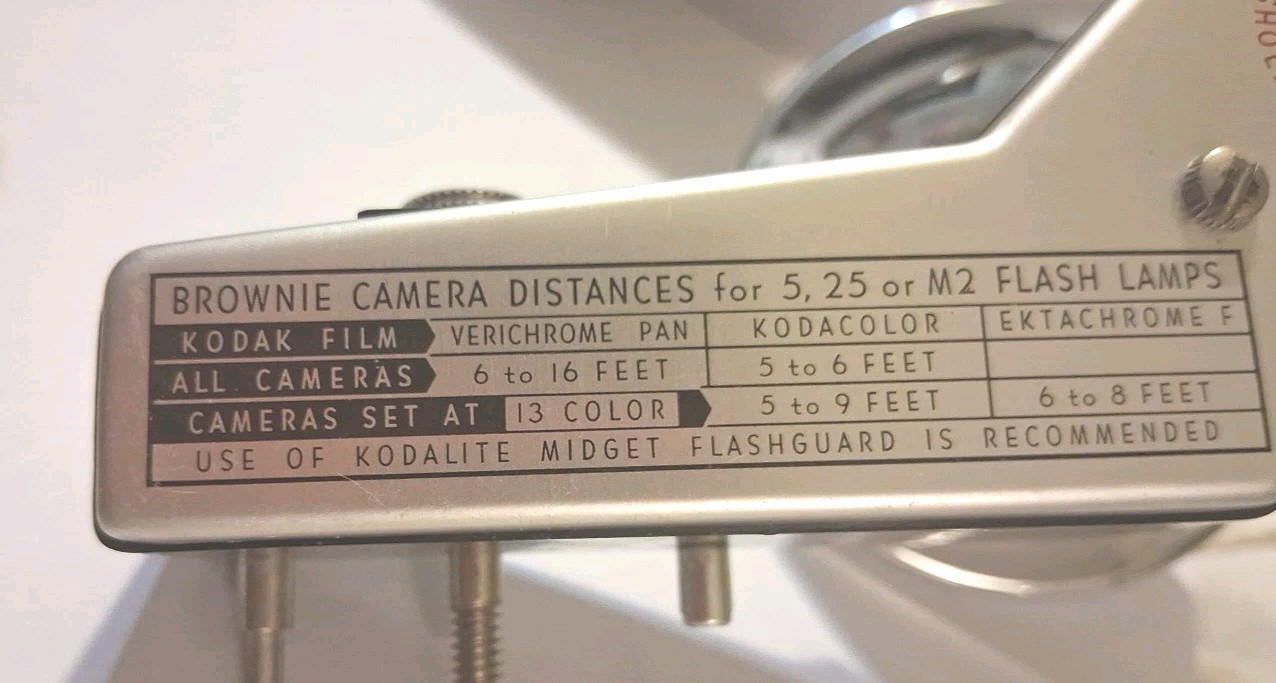 BROWNIE CAMERA DISTANCES for 5, 25 or M2 FLASH LAMPS
KODAK FILM VERICHROME PAN KODACOLOR EKTACHROME F
ALL CAMERAS 6 to 16 FEET 5 to 6 FEET
CAMERAS SET AT 13 COLOR 5 to 9 FEET 6 to 8 FEET
USE OF KODALITE MIDGET FLASHGUARD IS RECOMMENDED